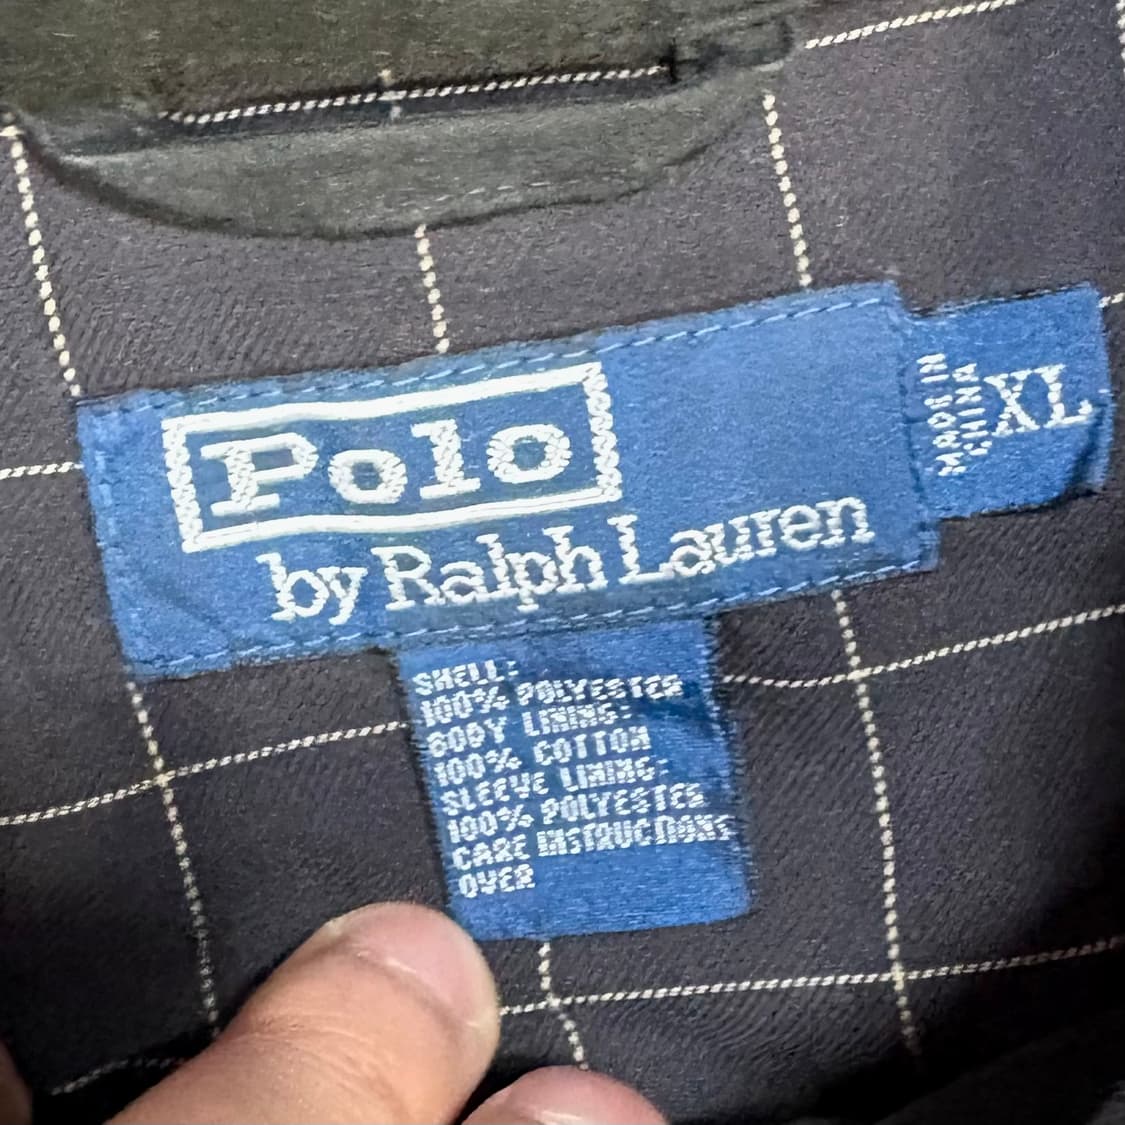 Polo
by Ralph Lauren
MADE IN
CHINA
XL
SHELL:
100% POLYESTER
BODY LINING:
100% COTTON
SLEEVE LINING:
100% POLYESTER
CARE INSTRUCTIONS
OVER